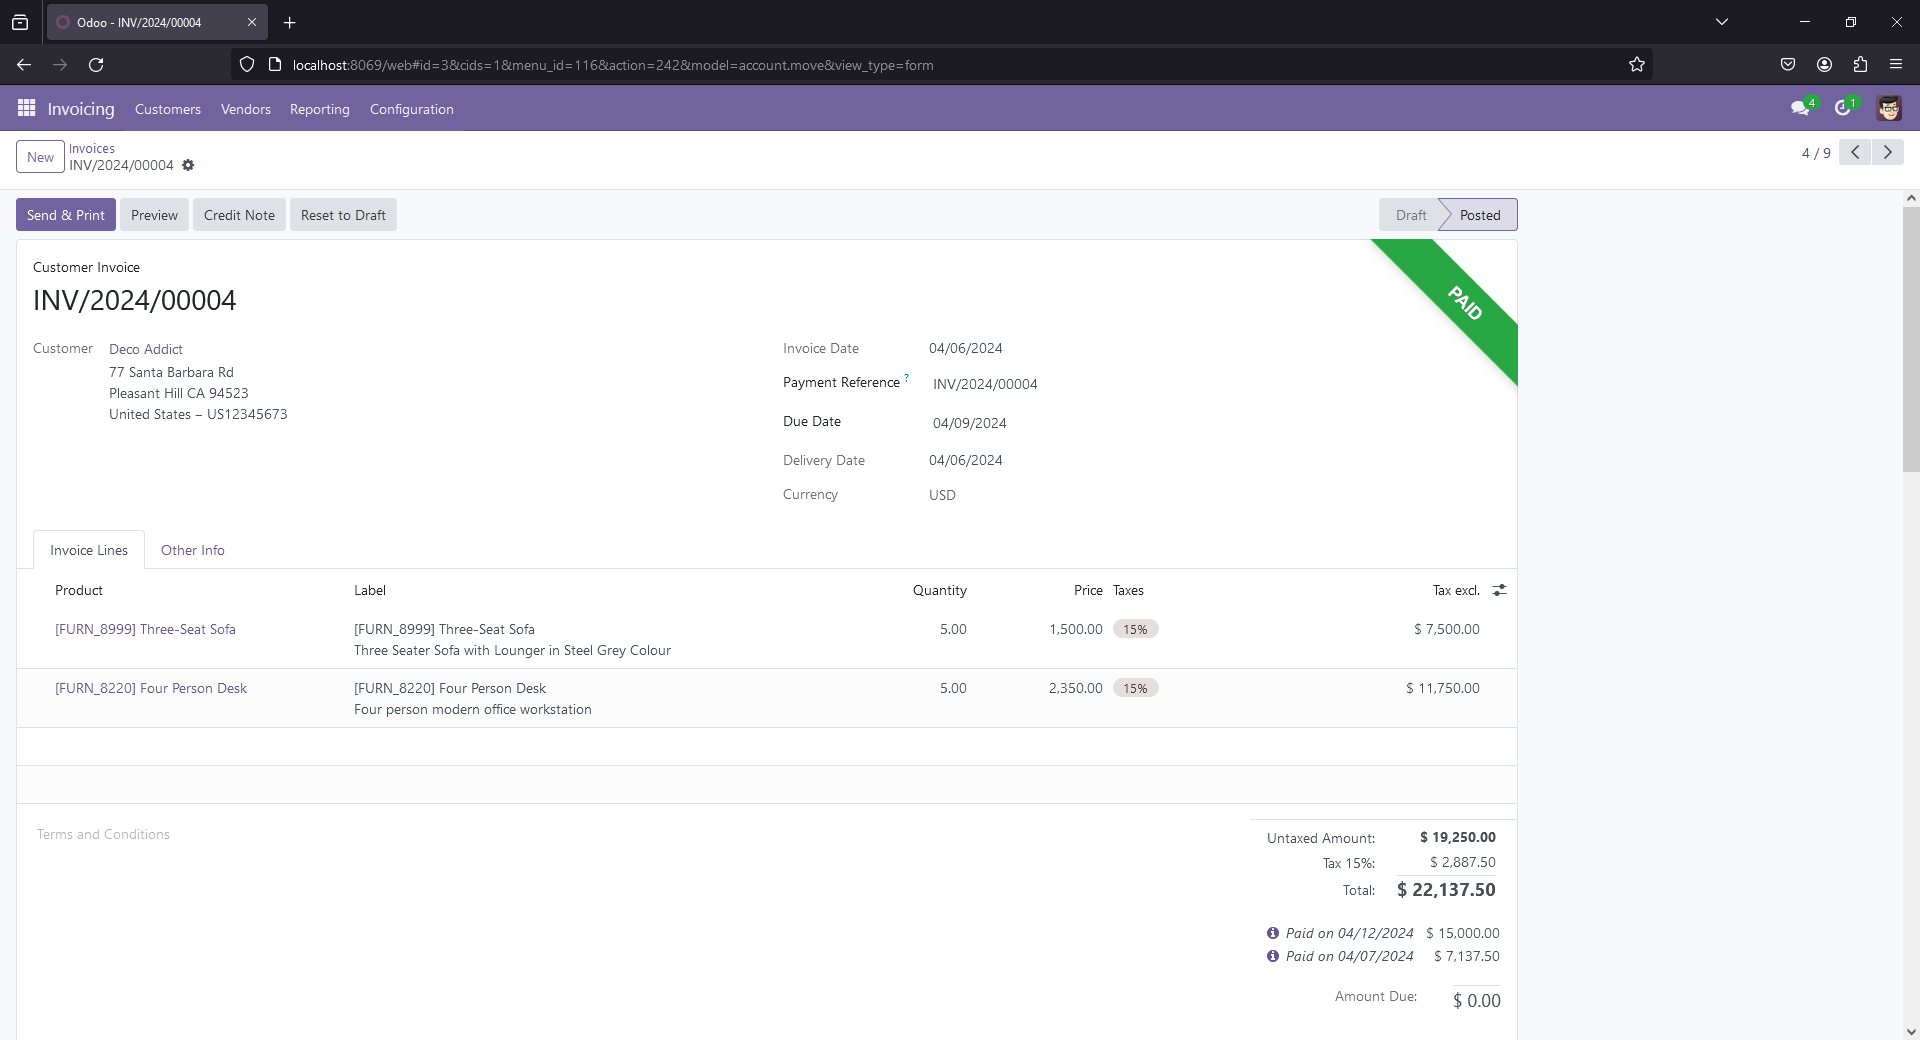 Odoo - INV/2024/00004
localhost:8069/web#id=3&cids=1&menu_id=116&action=242&model=account.move&view_type=form
Invoicing Customers Vendors Reporting Configuration 4 1
New Invoices
INV/2024/00004
4 / 9
Send & Print Preview Credit Note Reset to Draft Draft Posted
PAID
Customer Invoice
INV/2024/00004
Customer Deco Addict
77 Santa Barbara Rd
Pleasant Hill CA 94523
United States – US12345673
Invoice Date 04/06/2024
Payment Reference ? INV/2024/00004
Due Date 04/09/2024
Delivery Date 04/06/2024
Currency USD
Invoice Lines Other Info
Product Label Quantity Price Taxes Tax excl.
[FURN_8999] Three-Seat Sofa [FURN_8999] Three-Seat Sofa 5.00 1,500.00 15% $ 7,500.00
Three Seater Sofa with Lounger in Steel Grey Colour
[FURN_8220] Four Person Desk [FURN_8220] Four Person Desk 5.00 2,350.00 15% $ 11,750.00
Four person modern office workstation
Terms and Conditions
Untaxed Amount: $ 19,250.00
Tax 15%: $ 2,887.50
Total: $ 22,137.50
Paid on 04/12/2024 $ 15,000.00
Paid on 04/07/2024 $ 7,137.50
Amount Due: $ 0.00